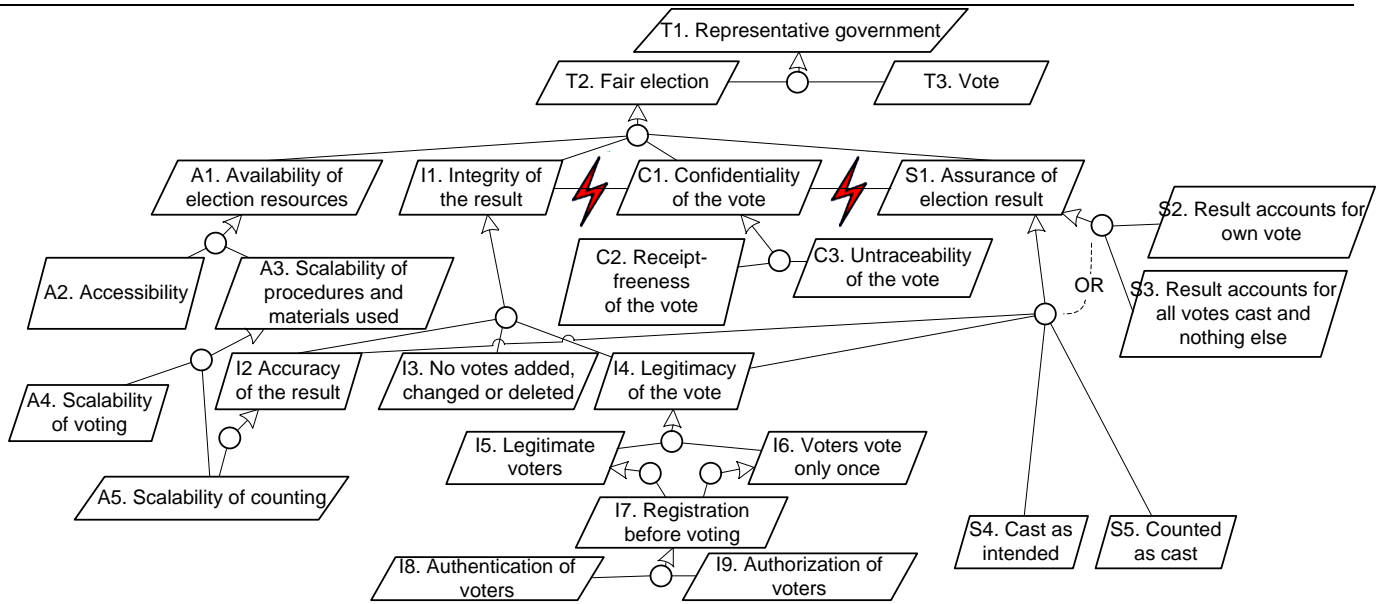 T1. Representative government
T2. Fair election
T3. Vote
A1. Availability of
election resources
I1. Integrity of
the result
C1. Confidentiality
of the vote
S1. Assurance of
election result
S2. Result accounts for
own vote
A2. Accessibility
A3. Scalability of
procedures and
materials used
C2. Receipt-
freeness
of the vote
C3. Untraceability
of the vote
OR
S3. Result accounts for
all votes cast and
nothing else
A4. Scalability
of voting
I2 Accuracy
of the result
I3. No votes added,
changed or deleted
I4. Legitimacy
of the vote
I5. Legitimate
voters
I6. Voters vote
only once
A5. Scalability of counting
I7. Registration
before voting
S4. Cast as
intended
S5. Counted
as cast
I8. Authentication of
voters
I9. Authorization of
voters